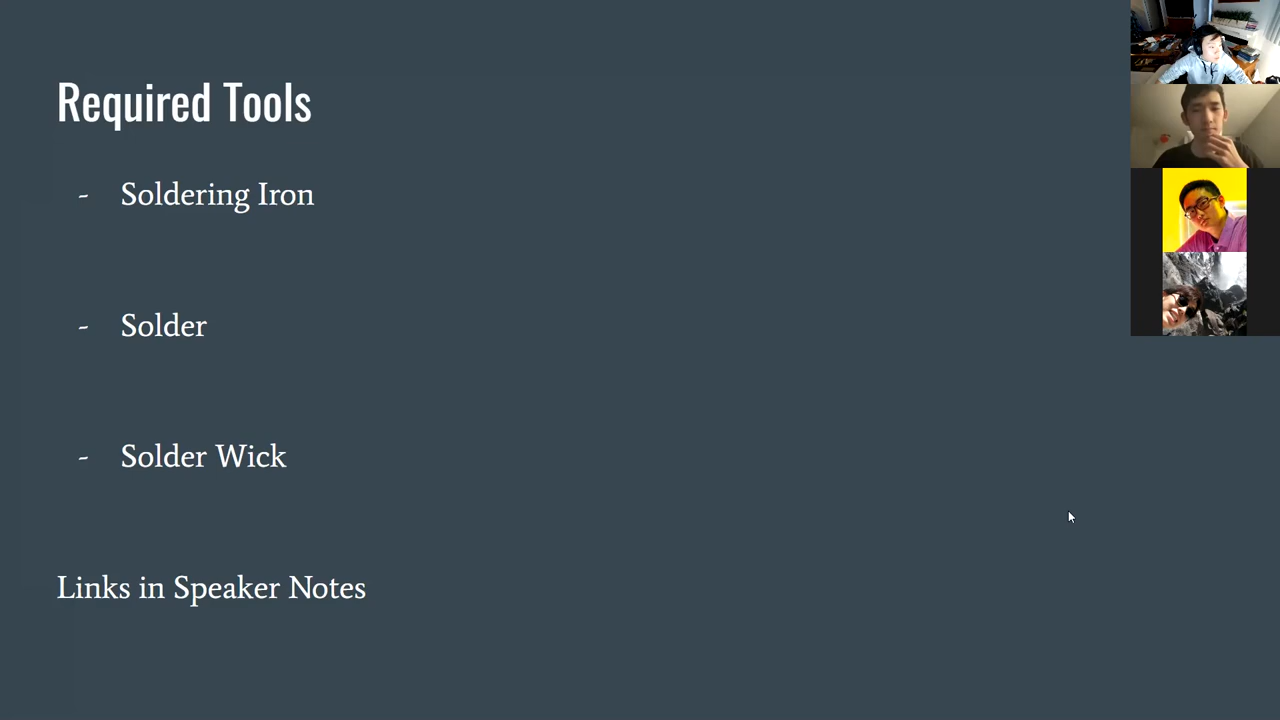 Required Tools
- Soldering Iron
- Solder
- Solder Wick
Links in Speaker Notes